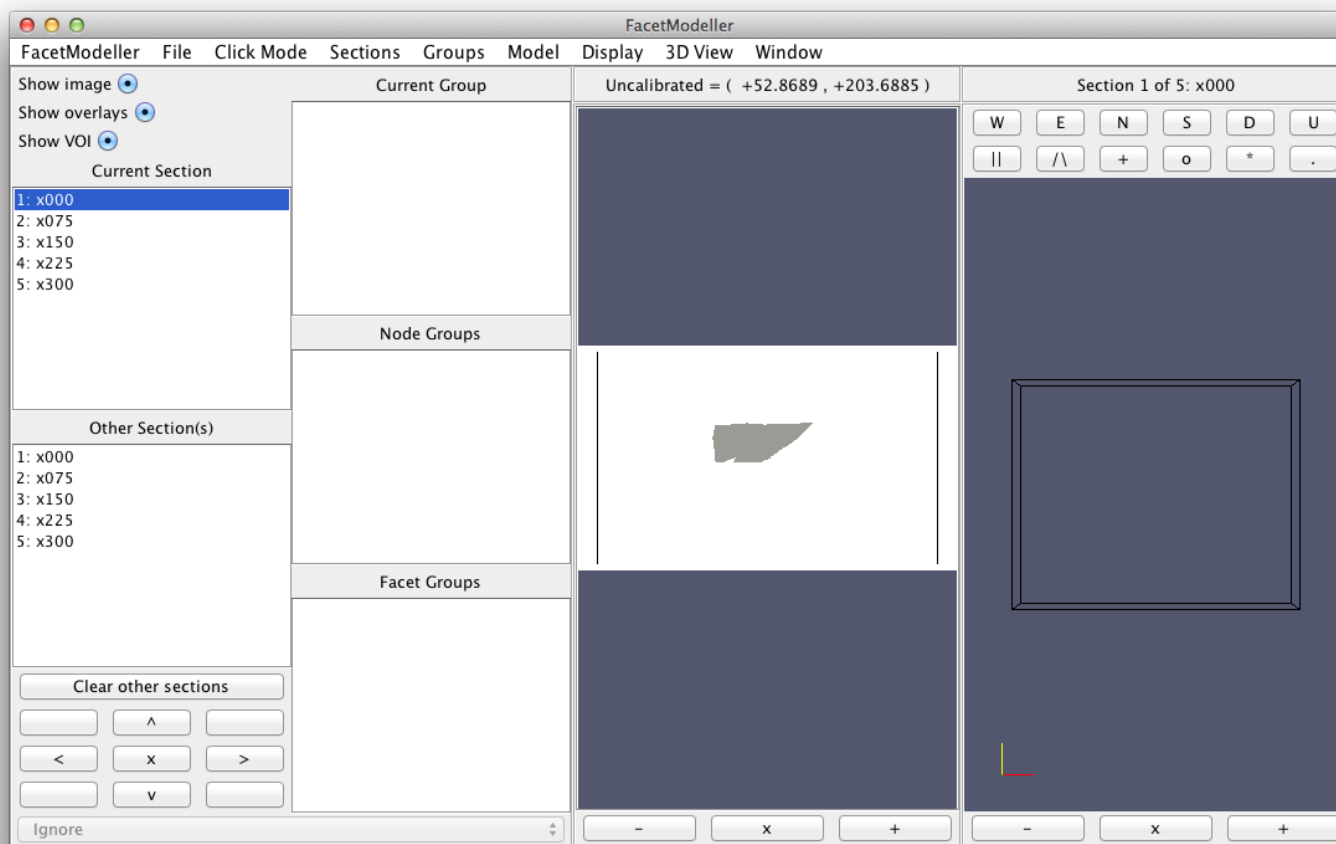 FacetModeller
FacetModeller File Click Mode Sections Groups Model Display 3D View Window
Show image
Show overlays
Show VOI
Current Section
1: x000
2: x075
3: x150
4: x225
5: x300
Other Section(s)
1: x000
2: x075
3: x150
4: x225
5: x300
Clear other sections
^
< x >
v
Ignore
Current Group
Node Groups
Facet Groups
Uncalibrated = ( +52.8689 , +203.6885 )
- x +
Section 1 of 5: x000
W E N S D U
|| /\ + o * .
- x +